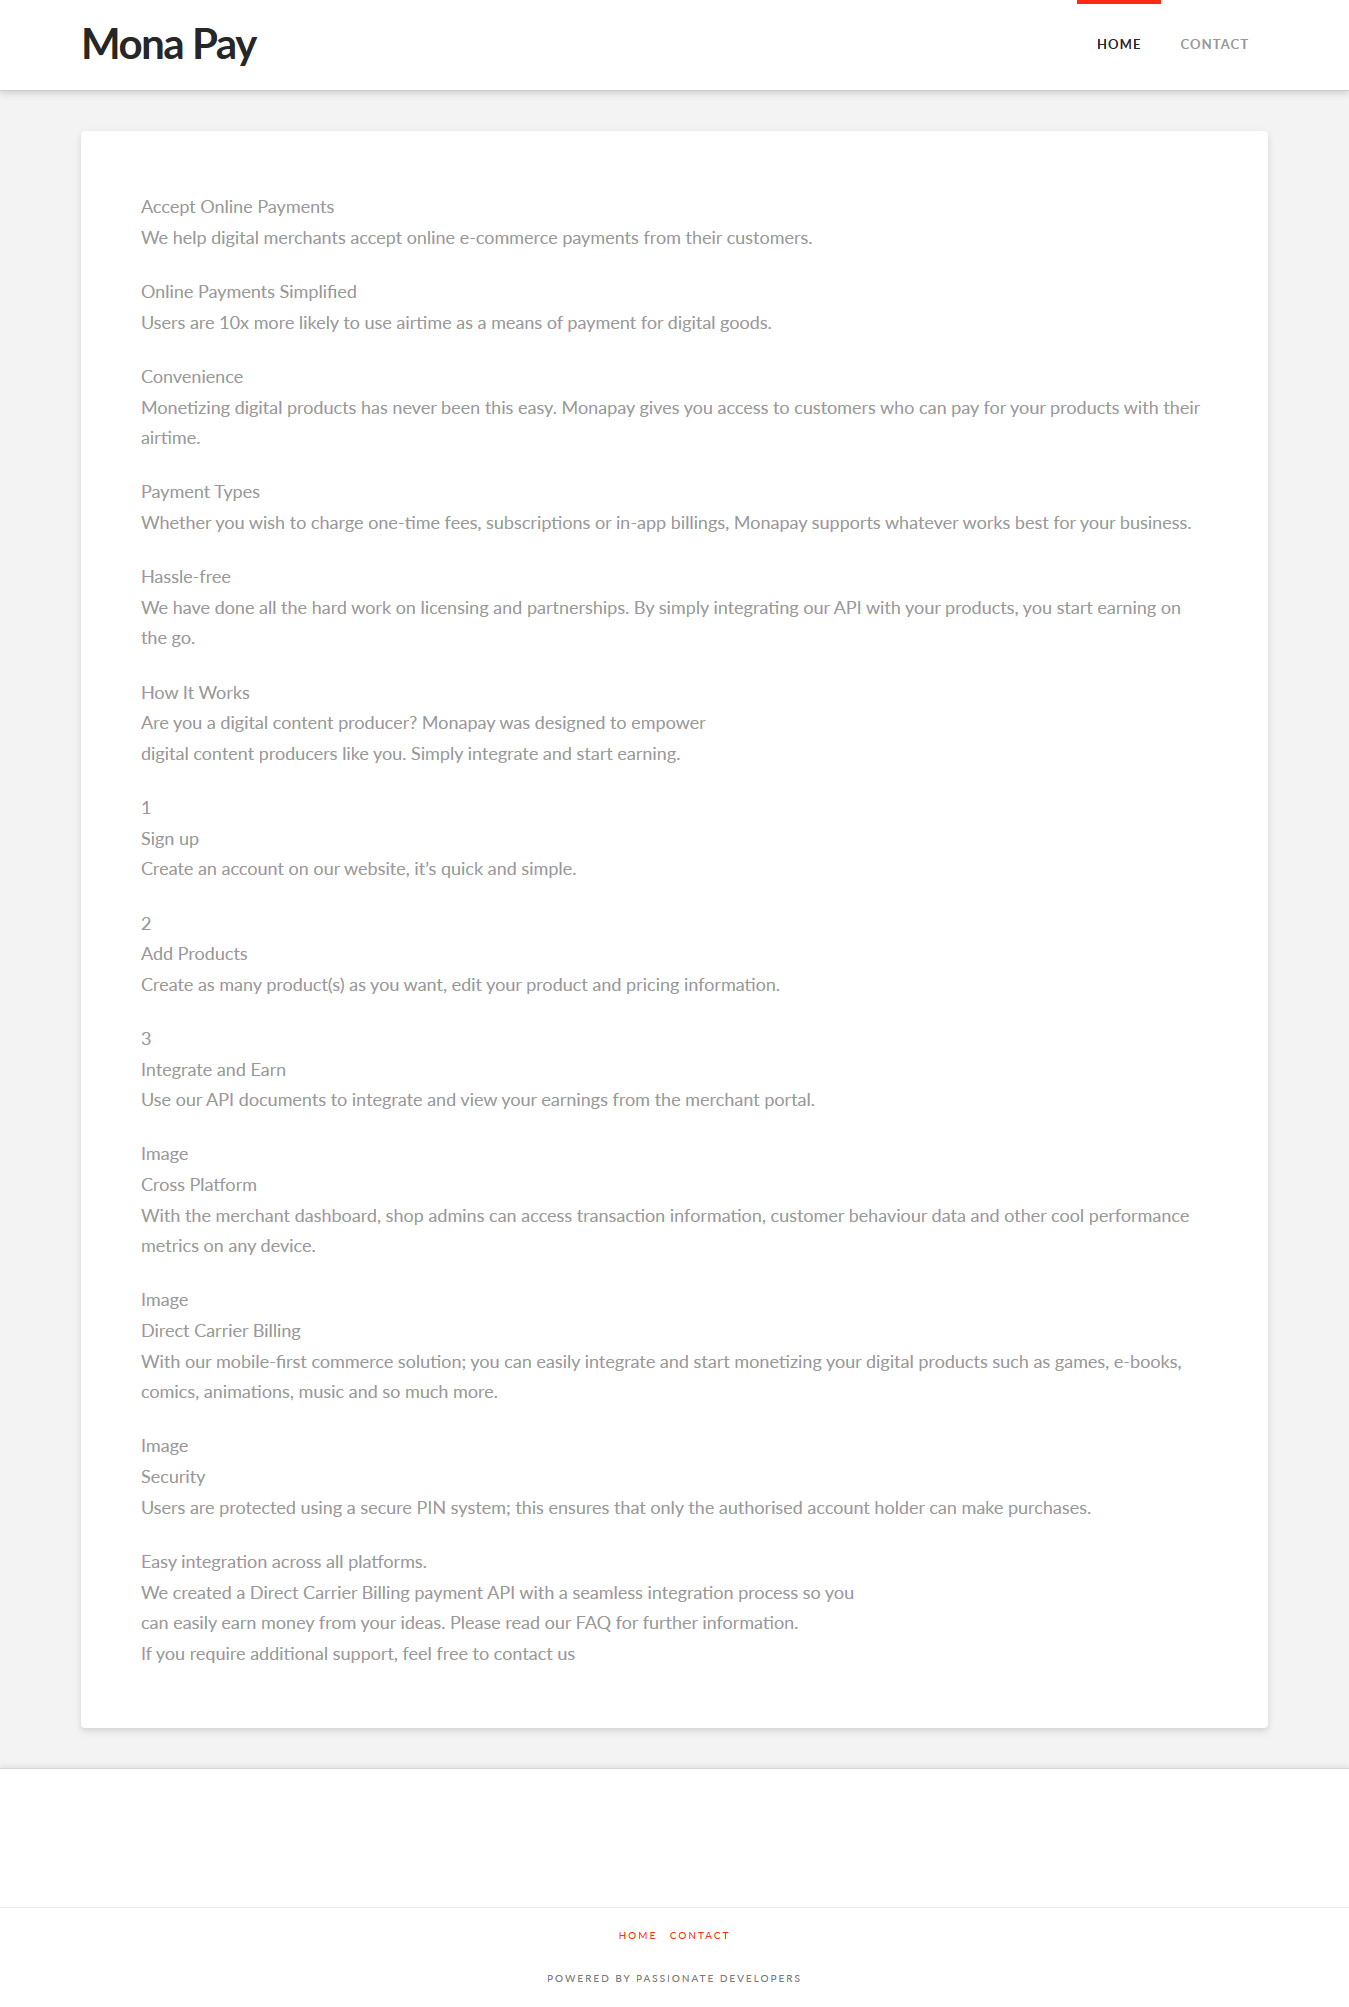 Mona Pay
HOME
CONTACT
Accept Online Payments
We help digital merchants accept online e-commerce payments from their customers.
Online Payments Simplified
Users are 10x more likely to use airtime as a means of payment for digital goods.
Convenience
Monetizing digital products has never been this easy. Monapay gives you access to customers who can pay for your products with their
airtime.
Payment Types
Whether you wish to charge one-time fees, subscriptions or in-app billings, Monapay supports whatever works best for your business.
Hassle-free
We have done all the hard work on licensing and partnerships. By simply integrating our API with your products, you start earning on
the go.
How It Works
Are you a digital content producer? Monapay was designed to empower
digital content producers like you. Simply integrate and start earning.
1
Sign up
Create an account on our website, it’s quick and simple.
2
Add Products
Create as many product(s) as you want, edit your product and pricing information.
3
Integrate and Earn
Use our API documents to integrate and view your earnings from the merchant portal.
Image
Cross Platform
With the merchant dashboard, shop admins can access transaction information, customer behaviour data and other cool performance
metrics on any device.
Image
Direct Carrier Billing
With our mobile-first commerce solution; you can easily integrate and start monetizing your digital products such as games, e-books,
comics, animations, music and so much more.
Image
Security
Users are protected using a secure PIN system; this ensures that only the authorised account holder can make purchases.
Easy integration across all platforms.
We created a Direct Carrier Billing payment API with a seamless integration process so you
can easily earn money from your ideas. Please read our FAQ for further information.
If you require additional support, feel free to contact us
HOME CONTACT
POWERED BY PASSIONATE DEVELOPERS